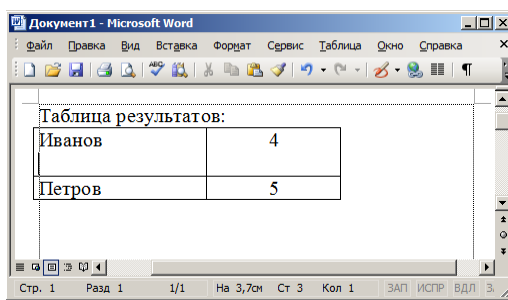 Документ1 - Microsoft Word
Файл Правка Вид Вставка Формат Сервис Таблица Окно Справка
Таблица результатов:
Иванов 4
Петров 5
Стр. 1 Разд 1 1/1 На 3,7см Ст 3 Кол 1 ЗАП ИСПР ВДЛ